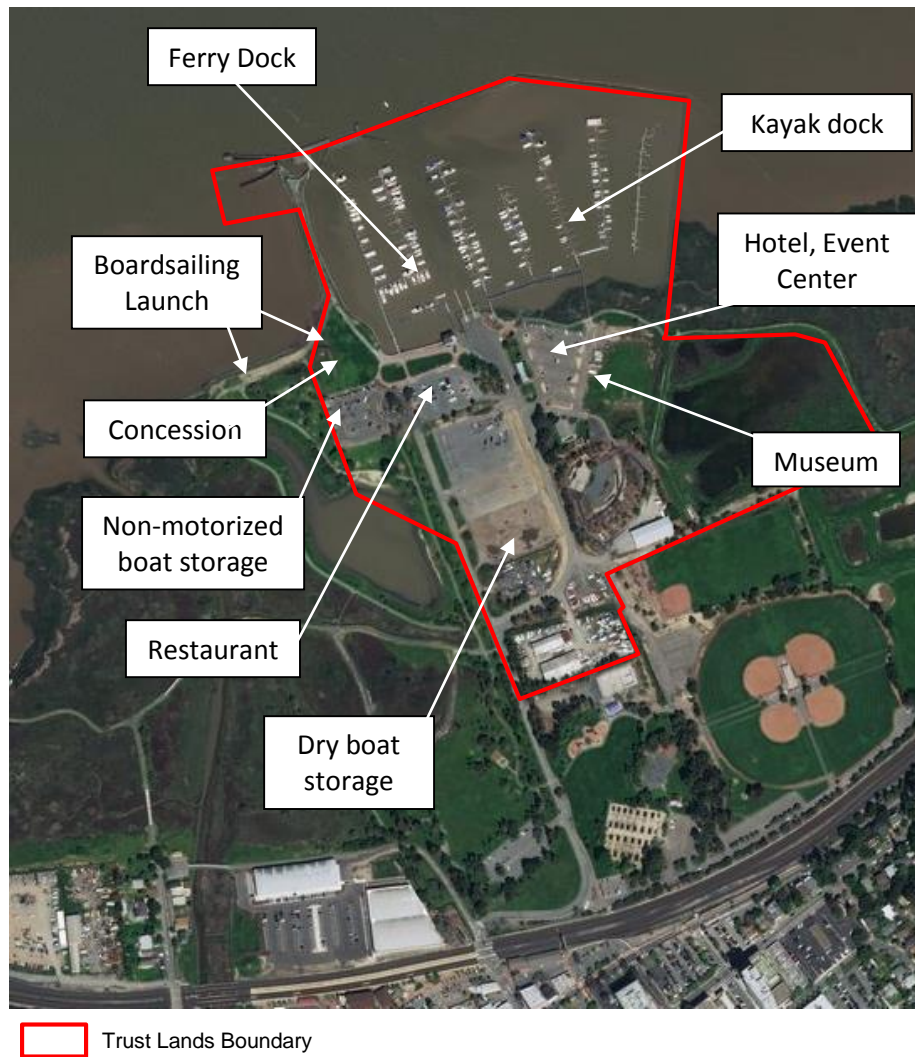 Ferry Dock
Kayak dock
Hotel, Event
Center
Boardsailing
Launch
Concession
Museum
Non-motorized
boat storage
Restaurant
Dry boat
storage
Trust Lands Boundary